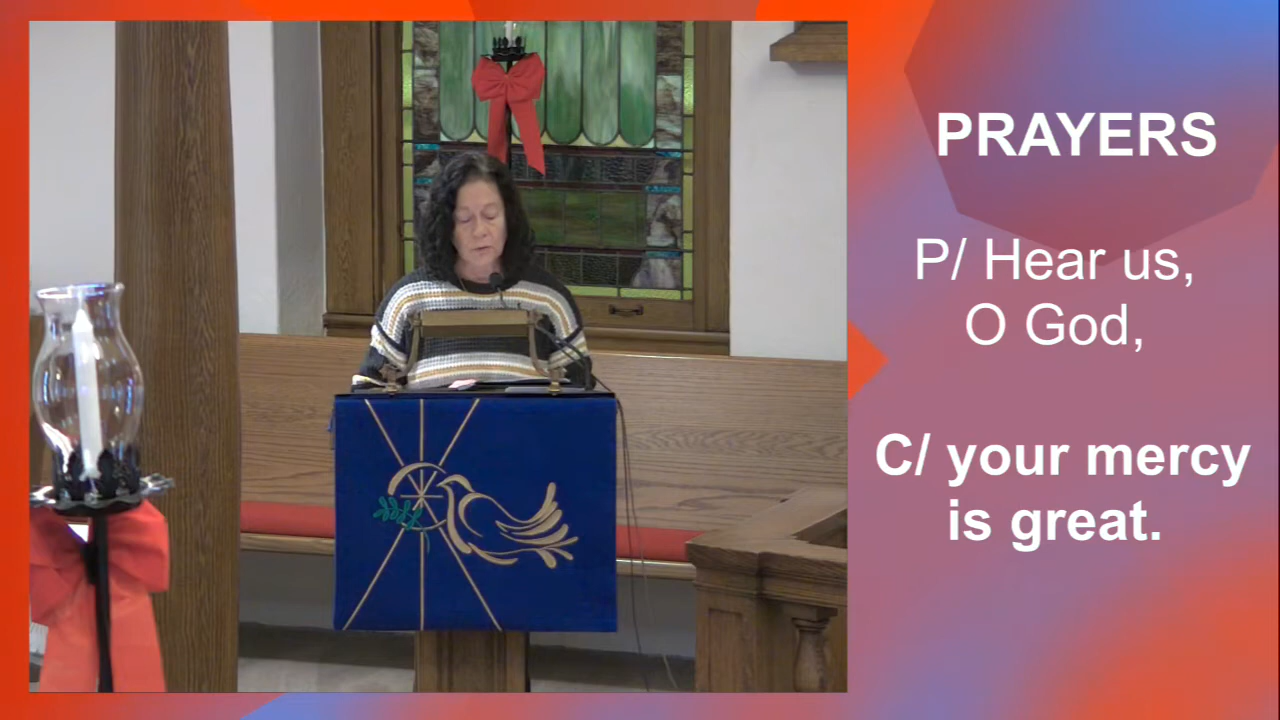 PRAYERS
P/ Hear us,
O God,
C/ your mercy
is great.